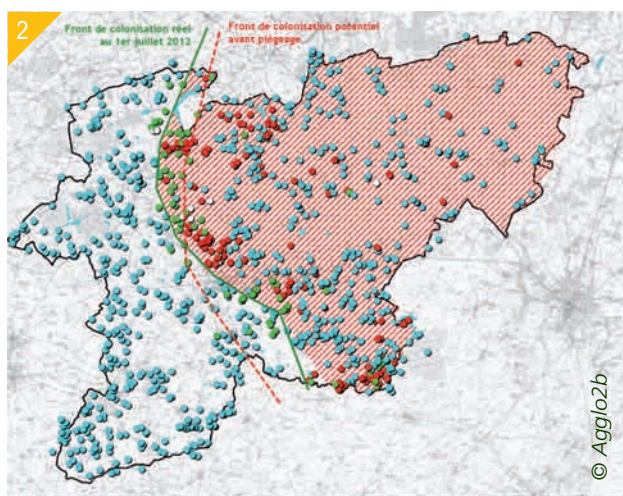 2
Front de colonisation réel
au 1er juillet 2012
Front de colonisation potentiel
avant piégeage
© Agglo2b